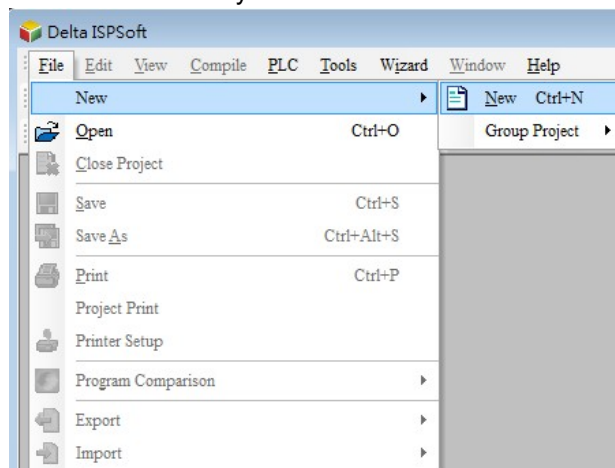 Delta ISPSoft
File Edit View Compile PLC Tools Wizard Window Help
New New Ctrl+N
Open Ctrl+O Group Project
Close Project
Save Ctrl+S
Save As Ctrl+Alt+S
Print Ctrl+P
Project Print
Printer Setup
Program Comparison
Export
Import